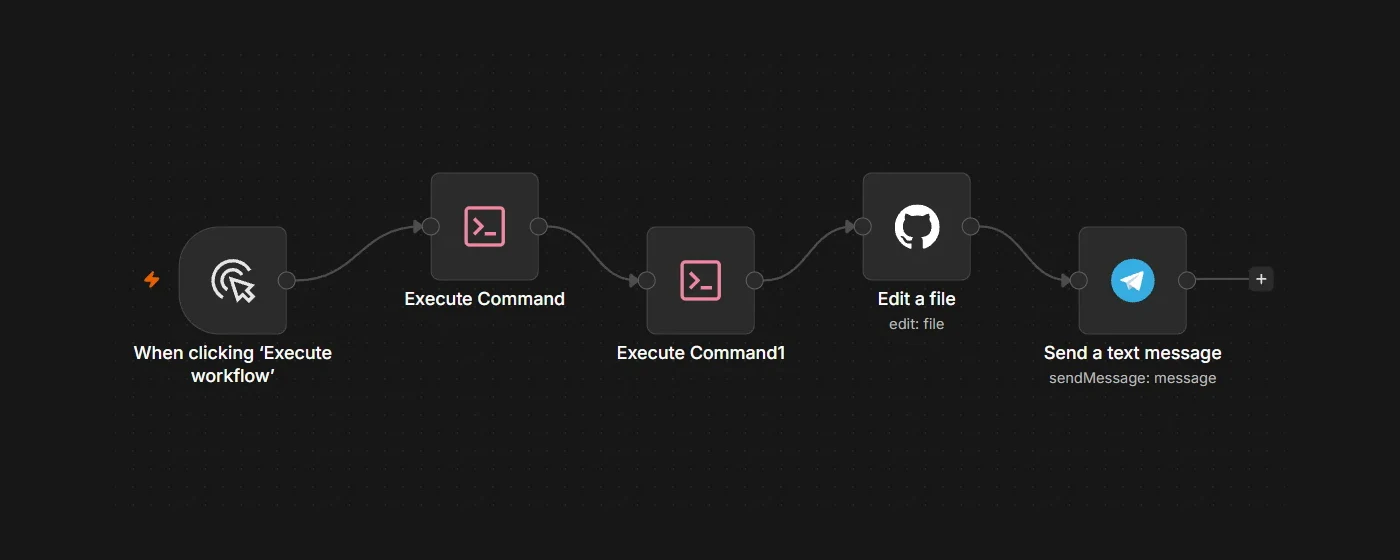 When clicking ‘Execute
workflow’
Execute Command
Execute Command1
Edit a file
edit: file
Send a text message
sendMessage: message